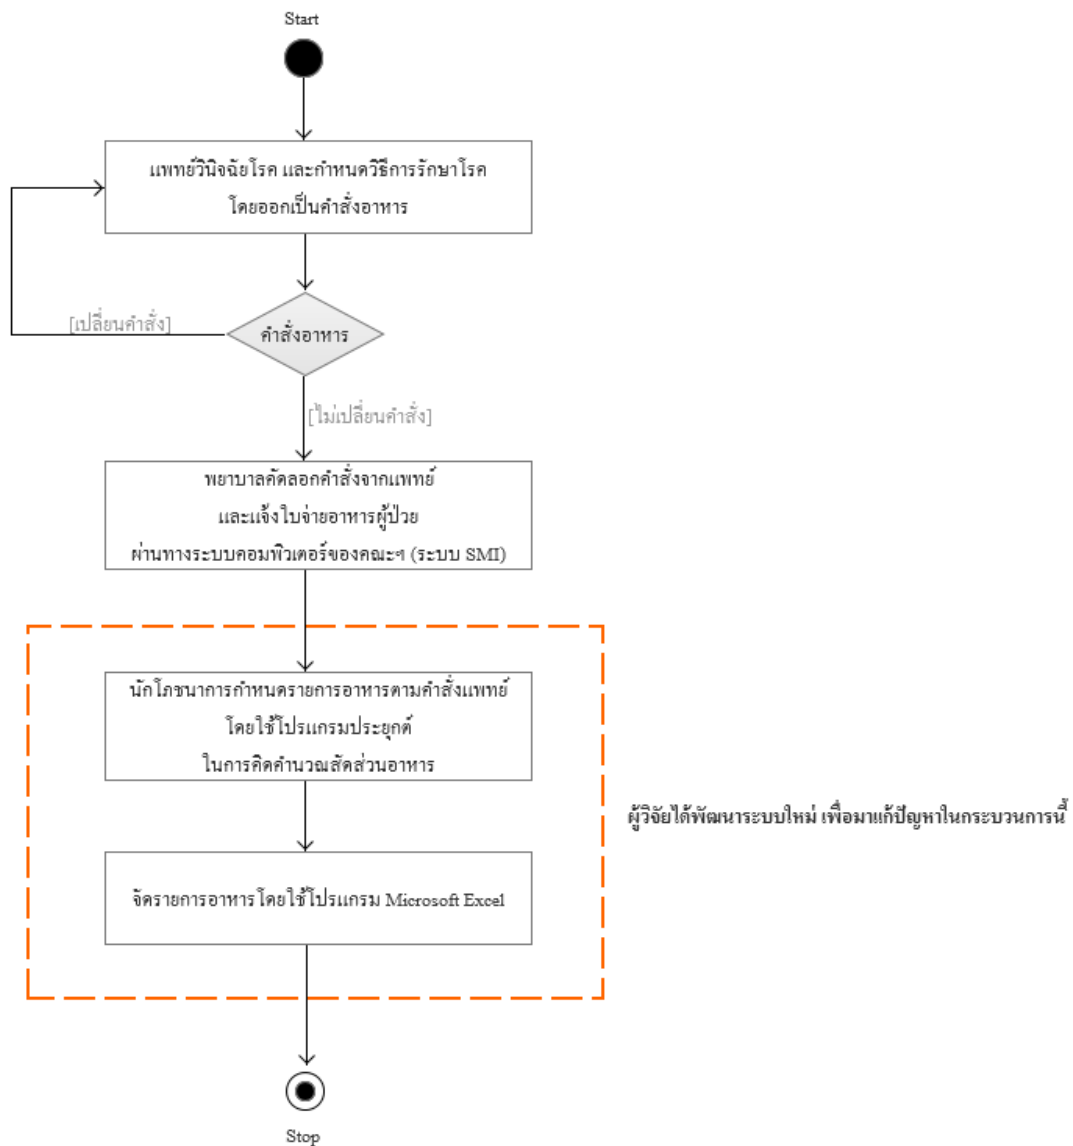 Start
แพทย์วินิจฉัยโรค และกำหนดวิธีการรักษาโรค
โดยออกเป็นคำสั่งอาหาร
[เปลี่ยนคำสั่ง]
คำสั่งอาหาร
[ไม่เปลี่ยนคำสั่ง]
พยาบาลคัดลอกคำสั่งจากแพทย์
และแจ้งใบจ่ายอาหารผู้ป่วย
ผ่านทางระบบคอมพิวเตอร์ของคณะฯ (ระบบ SMI)
นักโภชนาการกำหนดรายการอาหารตามคำสั่งแพทย์
โดยใช้โปรแกรมประยุกต์
ในการคิดคำนวณสัดส่วนอาหาร
ผู้วิจัยได้พัฒนาระบบใหม่ เพื่อมาแก้ปัญหาในกระบวนการนี้
จัดรายการอาหารโดยใช้โปรแกรม Microsoft Excel
Stop